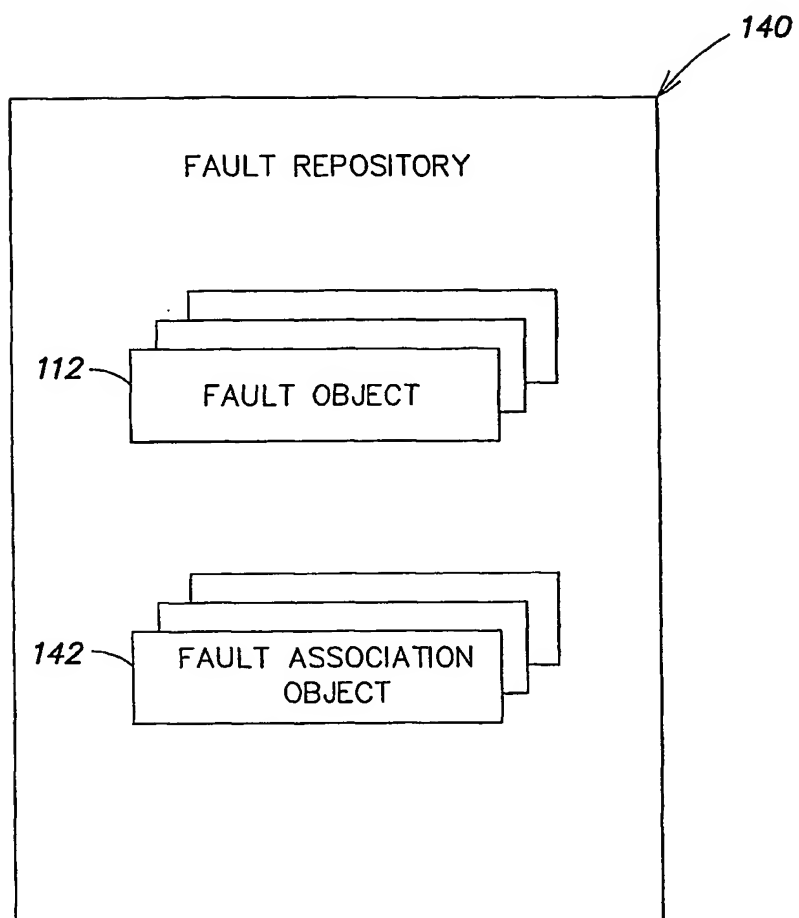 140
FAULT REPOSITORY
112
FAULT OBJECT
142
FAULT ASSOCIATION
OBJECT